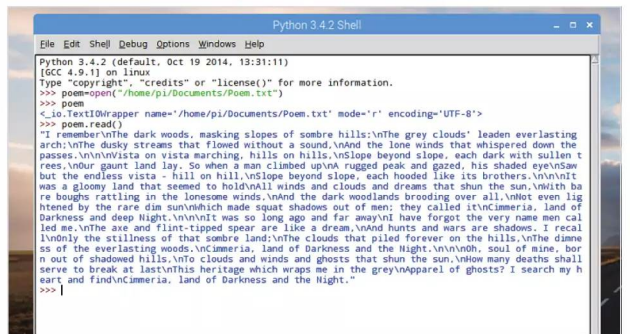 Python 3.4.2 Shell
File Edit Shell Debug Options Windows Help
Python 3.4.2 (default, Oct 19 2014, 13:31:11)
[GCC 4.9.1] on linux
Type "copyright", "credits" or "license()" for more information.
>>> poem=open("/home/pi/Documents/Poem.txt")
>>> poem
<_io.TextIOWrapper name='/home/pi/Documents/Poem.txt' mode='r' encoding='UTF-8'>
>>> poem.read()
"I remember\nThe dark woods, masking slopes of sombre hills:\nThe grey clouds' leaden everlasting
arch;\nThe dusky streams that flowed without a sound,\nAnd the lone winds that whispered down the
passes.\n\n\nVista on vista marching, hills on hills,\nSlope beyond slope, each dark with sullen t
rees,\nOur gaunt land lay. So when a man climbed up\nA rugged peak and gazed, his shaded eye\nSaw
but the endless vista - hill on hill,\nSlope beyond slope, each hooded like its brothers.\n\n\nIt
was a gloomy land that seemed to hold\nAll winds and clouds and dreams that shun the sun,\nWith ba
re boughs rattling in the lonesome winds,\nAnd the dark woodlands brooding over all,\nNot even lig
htened by the rare dim sun\nWhich made squat shadows out of men; they called it\nCimmeria, land of
Darkness and deep Night.\n\n\nIt was so long ago and far away\nI have forgot the very name men cal
led me.\nThe axe and flint-tipped spear are like a dream,\nAnd hunts and wars are shadows. I recal
l\nOnly the stillness of that sombre land;\nThe clouds that piled forever on the hills,\nThe dimne
ss of the everlasting woods.\nCimmeria, land of Darkness and the Night.\n\n\nOh, soul of mine, bor
n out of shadowed hills,\nTo clouds and winds and ghosts that shun the sun,\nHow many deaths shall
serve to break at last\nThis heritage which wraps me in the grey\nApparel of ghosts? I search my h
eart and find\nCimmeria, land of Darkness and the Night."
>>>